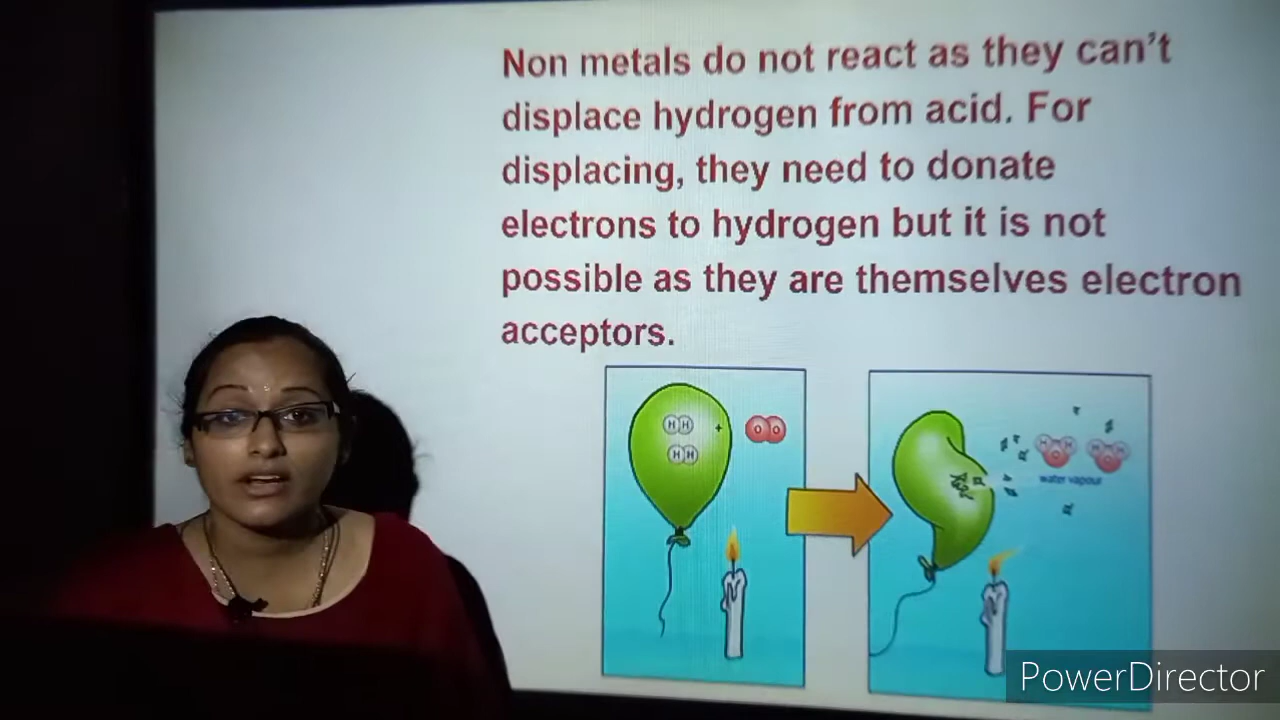 Non metals do not react as they can't
displace hydrogen from acid. For
displacing, they need to donate
electrons to hydrogen but it is not
possible as they are themselves electron
acceptors.
H H
+
O O
H H
H H
O
H H
O
water vapour
PowerDirector